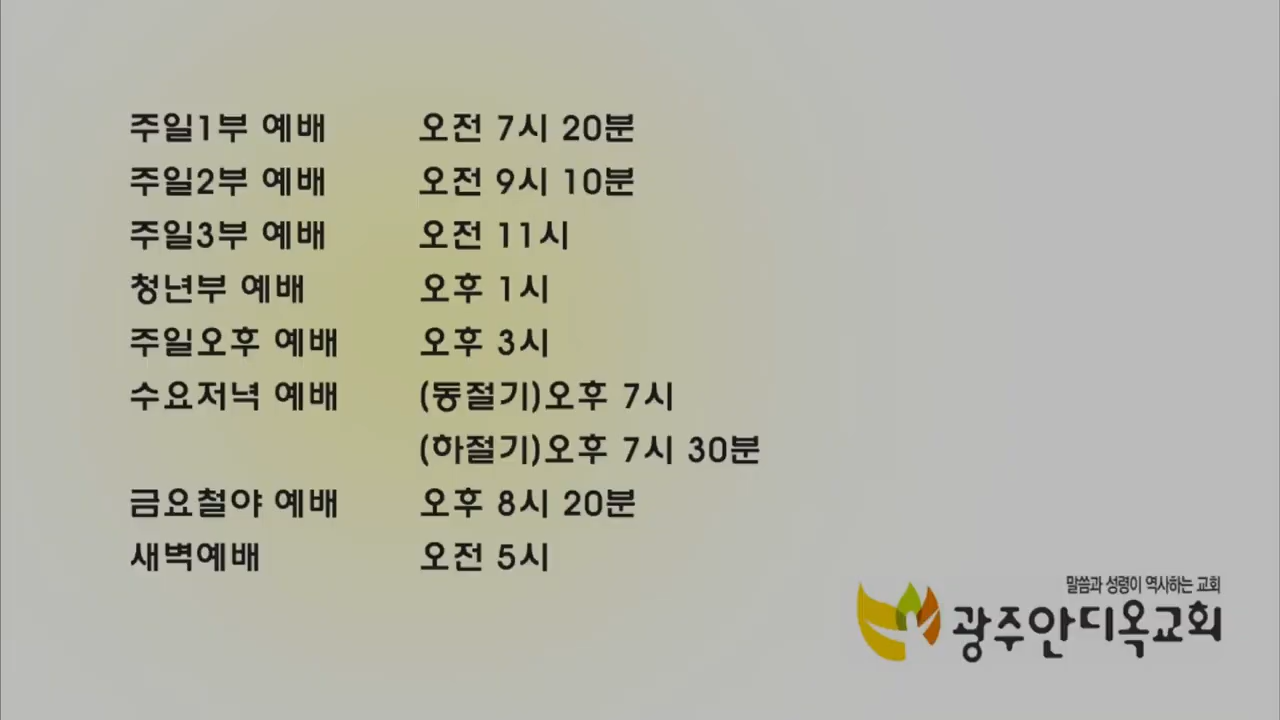 주일1부 예배 오전 7시 20분
주일2부 예배 오전 9시 10분
주일3부 예배 오전 11시
청년부 예배 오후 1시
주일오후 예배 오후 3시
수요저녁 예배 (동절기)오후 7시
(하절기)오후 7시 30분
금요철야 예배 오후 8시 20분
새벽예배 오전 5시
말씀과 성령이 역사하는 교회
광주안디옥교회